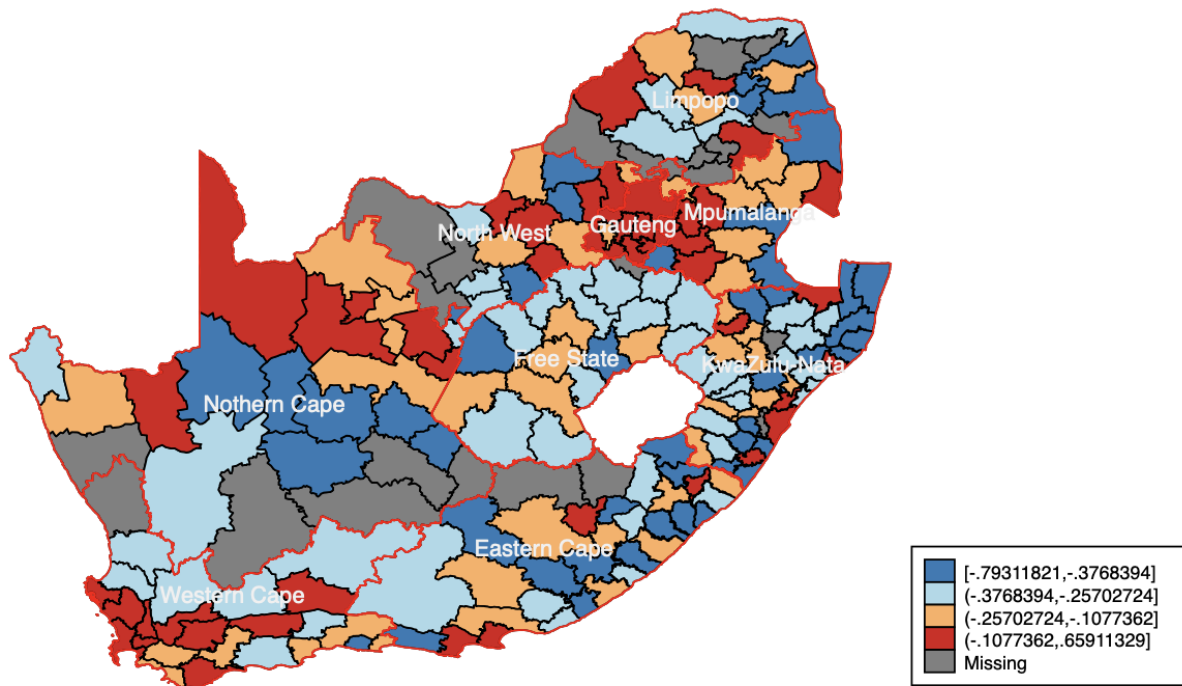 Limpopo
North West
Gauteng
Mpumalanga
Free State
KwaZulu-Nata
Nothern Cape
Eastern Cape
Western Cape
[-.79311821,-.3768394]
(-.3768394,-.25702724]
(-.25702724,-.1077362]
(-.1077362,.65911329]
Missing